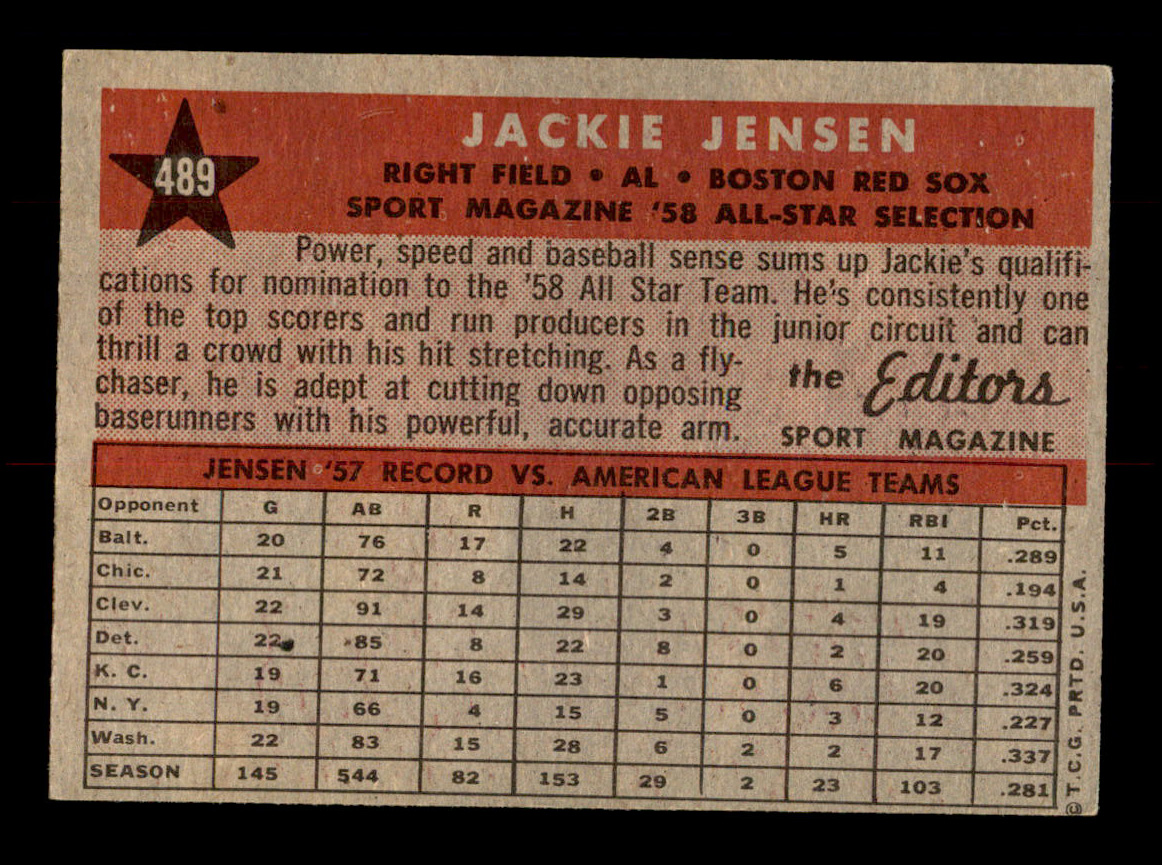 489
JACKIE JENSEN
RIGHT FIELD • AL • BOSTON RED SOX
SPORT MAGAZINE '58 ALL-STAR SELECTION
Power, speed and baseball sense sums up Jackie's qualifi-
cations for nomination to the '58 All Star Team. He's consistently one
of the top scorers and run producers in the junior circuit and can
thrill a crowd with his hit stretching. As a fly-
chaser, he is adept at cutting down opposing
baserunners with his powerful, accurate arm.
the Editors
SPORT MAGAZINE
JENSEN '57 RECORD VS. AMERICAN LEAGUE TEAMS
Opponent G AB R H 2B 3B HR RBI Pct.
Balt. 20 76 17 22 4 0 5 11 .289
Chic. 21 72 8 14 2 0 1 4 .194
Clev. 22 91 14 29 3 0 4 19 .319
Det. 22 85 8 22 8 0 2 20 .259
K. C. 19 71 16 23 1 0 6 20 .324
N. Y. 19 66 4 15 5 0 3 12 .227
Wash. 22 83 15 28 6 2 2 17 .337
SEASON 145 544 82 153 29 2 23 103 .281
© T.C.G. PRTD. U.S.A.